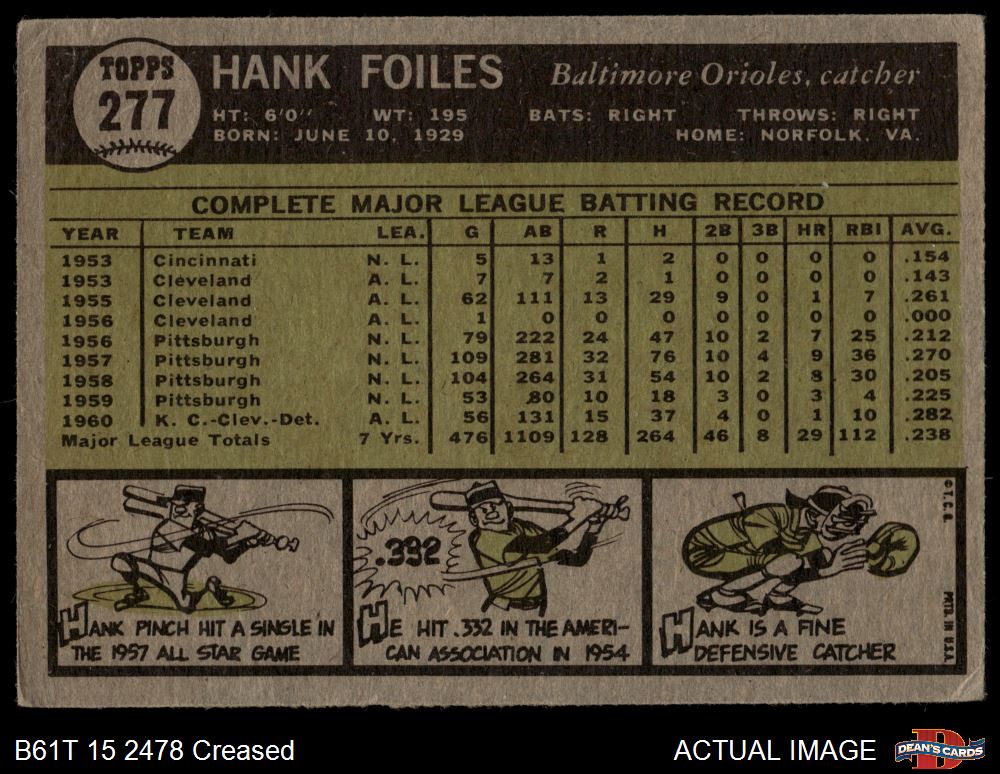 TOPPS
277
HANK FOILES Baltimore Orioles, catcher
HT: 6'0" WT: 195 BATS: RIGHT THROWS: RIGHT
BORN: JUNE 10, 1929 HOME: NORFOLK, VA.
COMPLETE MAJOR LEAGUE BATTING RECORD
YEAR TEAM LEA. G AB R H 2B 3B HR RBI AVG.
1953 Cincinnati N. L. 5 13 1 2 0 0 0 0 .154
1953 Cleveland A. L. 7 7 2 1 0 0 0 0 .143
1955 Cleveland A. L. 62 111 13 29 9 0 1 7 .261
1956 Cleveland A. L. 1 0 0 0 0 0 0 0 .000
1956 Pittsburgh N. L. 79 222 24 47 10 2 7 25 .212
1957 Pittsburgh N. L. 109 281 32 76 10 4 9 36 .270
1958 Pittsburgh N. L. 104 264 31 54 10 2 8 30 .205
1959 Pittsburgh N. L. 53 80 10 18 3 0 3 4 .225
1960 K. C.-Clev.-Det. A. L. 56 131 15 37 4 0 1 10 .282
Major League Totals 7 Yrs. 476 1109 128 264 46 8 29 112 .238
HANK PINCH HIT A SINGLE IN
THE 1957 ALL STAR GAME
.332
HE HIT .332 IN THE AMERI-
CAN ASSOCIATION IN 1954
HANK IS A FINE
DEFENSIVE CATCHER
© T. C. G.
PRTD. IN U.S.A.
B61T 15 2478 Creased
ACTUAL IMAGE
D
DEAN'S CARDS